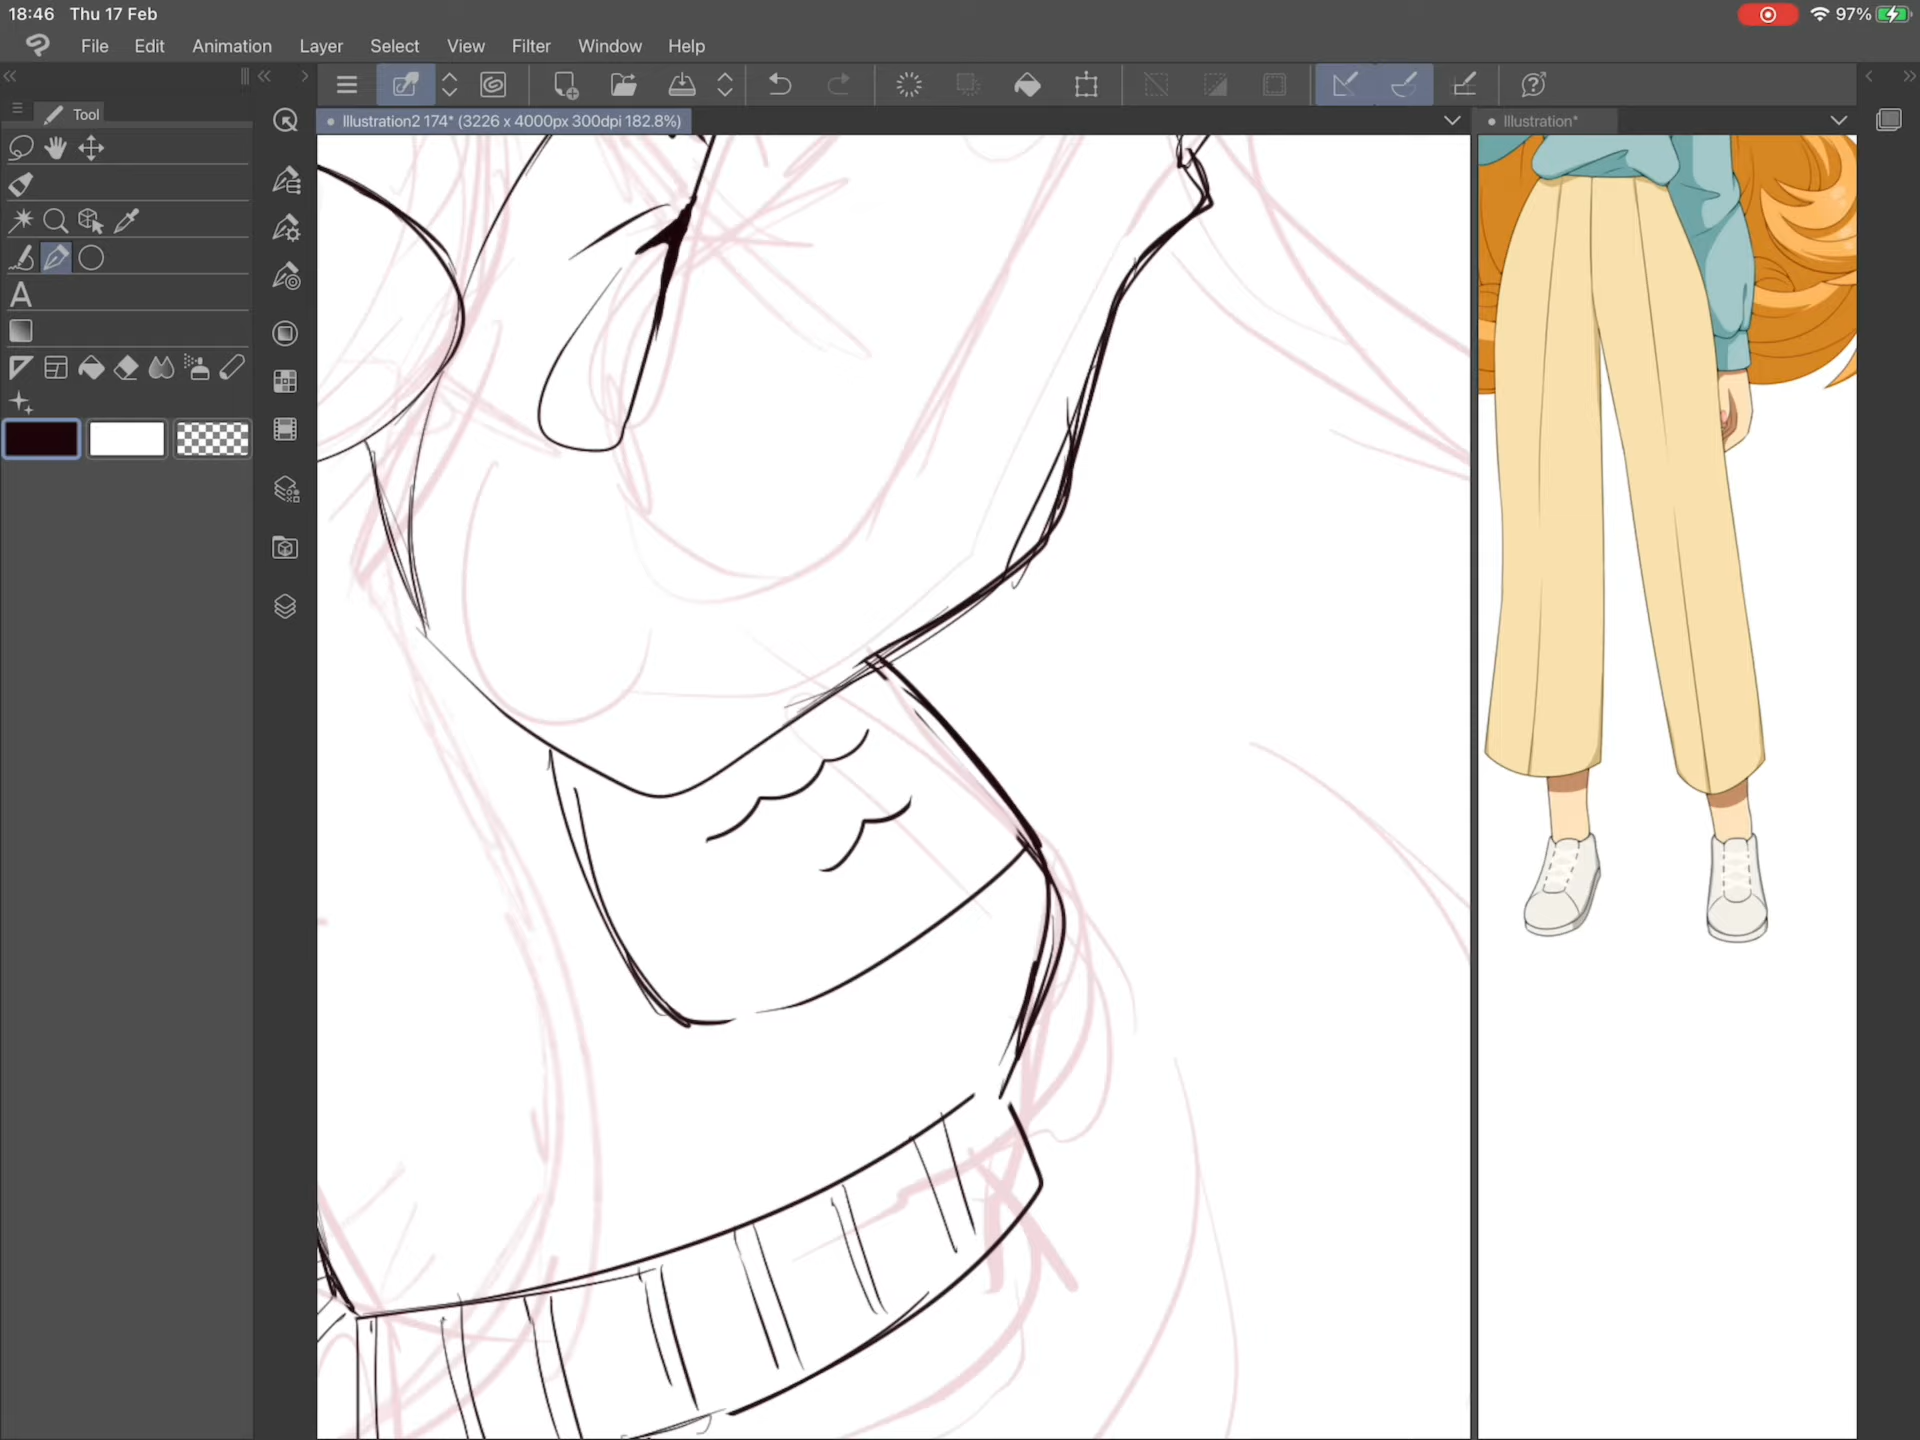 18:46 Thu 17 Feb 97%
File Edit Animation Layer Select View Filter Window Help
Tool
Illustration2 174* (3226 x 4000px 300dpi 182.8%)
Illustration*
A